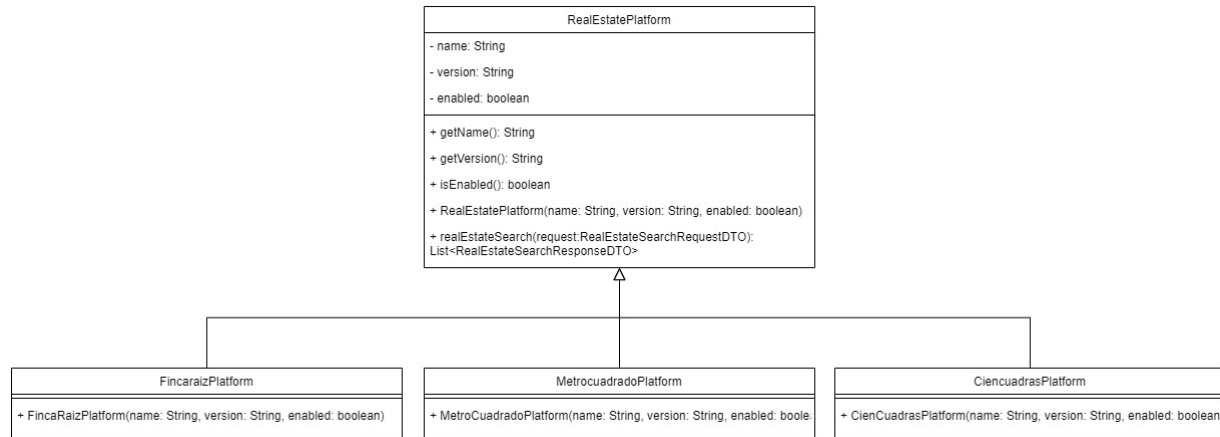 RealEstatePlatform
- name: String
- version: String
- enabled: boolean
+ getName(): String
+ getVersion(): String
+ isEnabled(): boolean
+ RealEstatePlatform(name: String, version: String, enabled: boolean)
+ realEstateSearch(request:RealEstateSearchRequestDTO):
List<RealEstateSearchResponseDTO>
FincaraizPlatform
+ FincaRaizPlatform(name: String, version: String, enabled: boolean)
MetrocuadradoPlatform
+ MetroCuadradoPlatform(name: String, version: String, enabled: boole
CiencuadrasPlatform
+ CienCuadrasPlatform(name: String, version: String, enabled: boolean